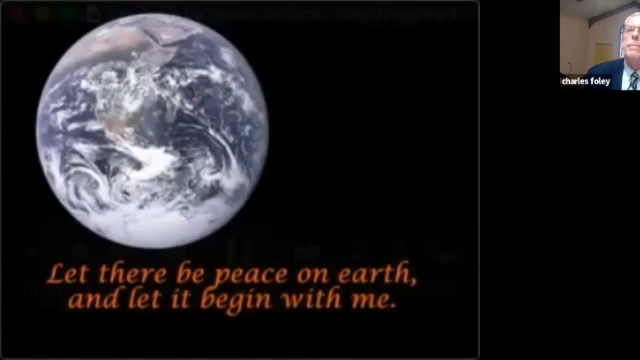 charles foley
Let there be peace on earth,
and let it begin with me.